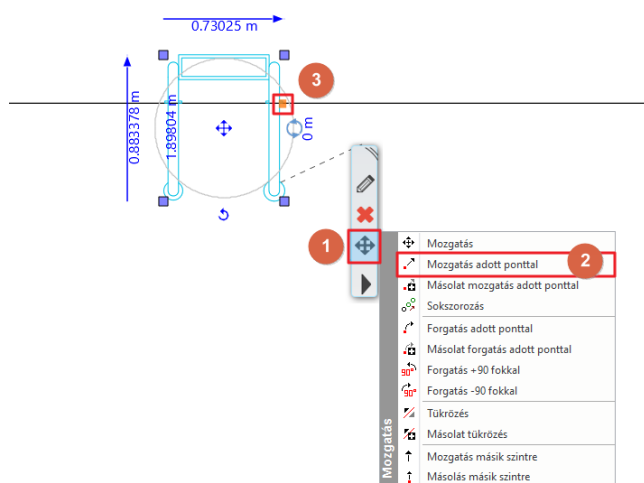 0.73025 m
3
0.883378 m
1.89804 m
0 m
1
2
Mozgatás
Mozgatás
Mozgatás adott ponttal
Másolat mozgatás adott ponttal
Sokszorozás
Forgatás adott ponttal
Másolat forgatás adott ponttal
90° Forgatás +90 fokkal
90° Forgatás -90 fokkal
Tükrözés
Másolat tükrözés
Mozgatás másik szintre
Másolás másik szintre